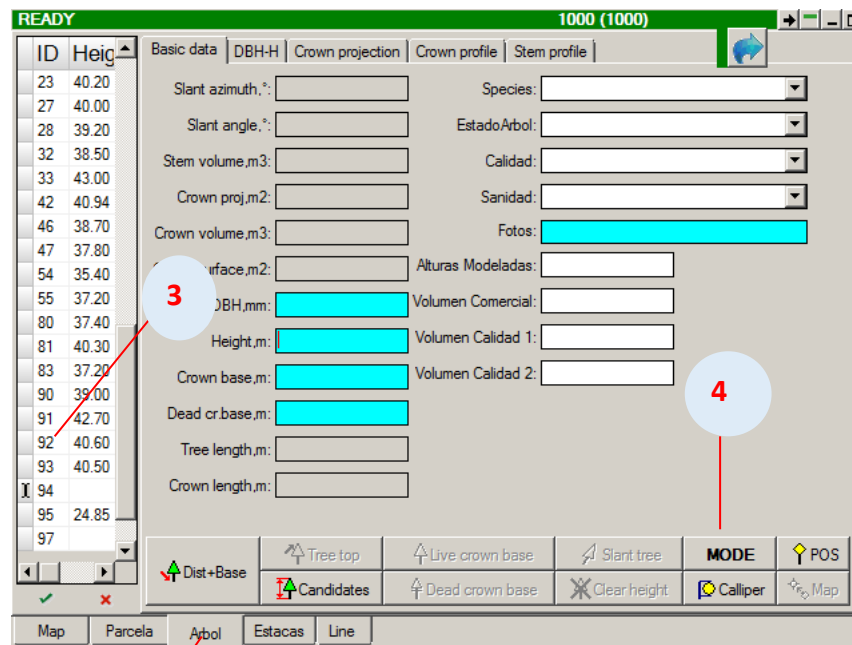 READY 1000 (1000)
ID Heig
Basic data DBH-H Crown projection Crown profile Stem profile
23 40.20
27 40.00
28 39.20
32 38.50
33 43.00
42 40.94
46 38.70
47 37.80
54 35.40
55 37.20
80 37.40
81 40.30
83 37.20
90 39.00
91 42.70
92 40.60
93 40.50
94
95 24.85
97
Slant azimuth,°:
Slant angle,°:
Stem volume,m3:
Crown proj,m2:
Crown volume,m3:
urface,m2:
DBH,mm:
Height,m:
Crown base,m:
Dead cr.base,m:
Tree length,m:
Crown length,m:
Species:
EstadoArbol:
Calidad:
Sanidad:
Fotos:
Alturas Modeladas:
Volumen Comercial:
Volumen Calidad 1:
Volumen Calidad 2:
3
4
Dist+Base
Tree top Live crown base Slant tree MODE POS
Candidates Dead crown base Clear height Calliper Map
Map Parcela Arbol Estacas Line